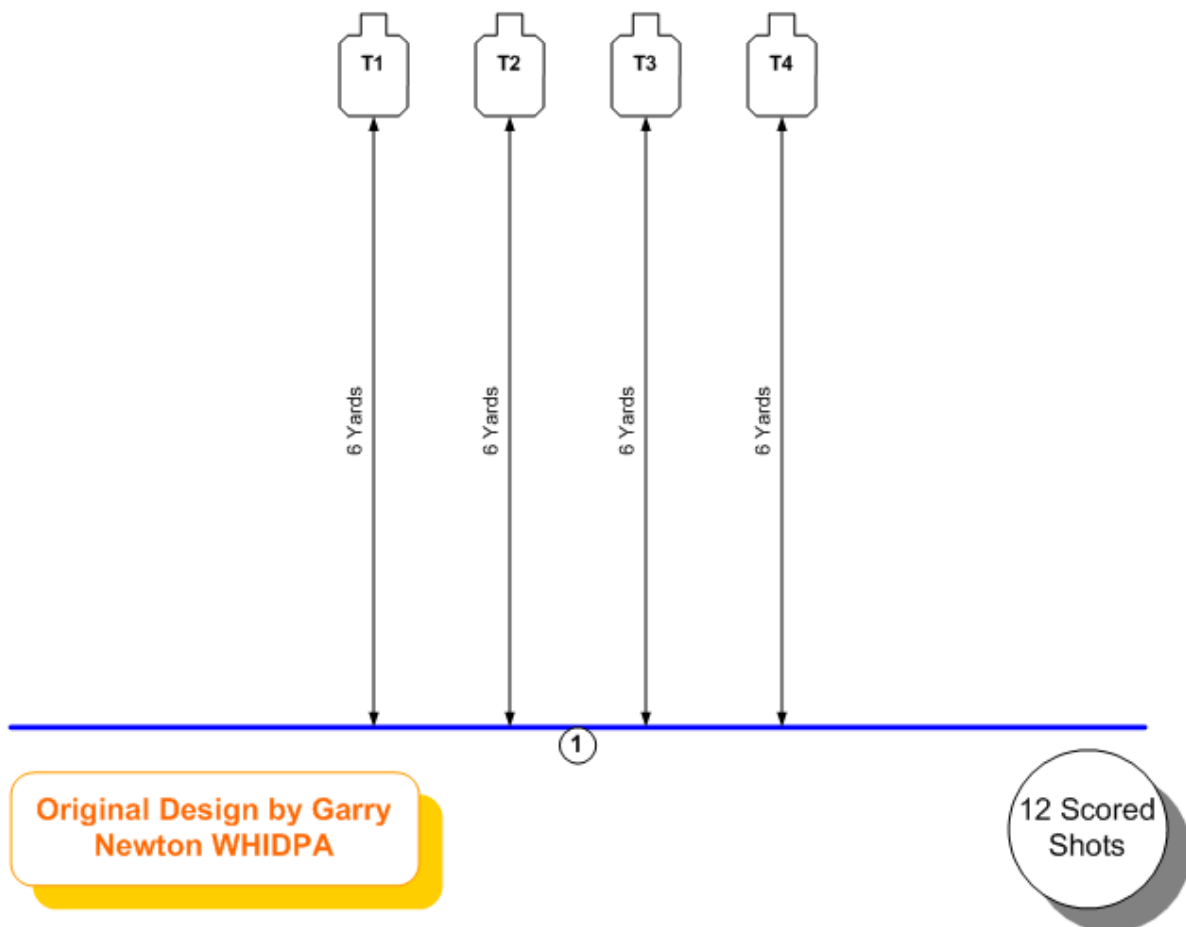 T1
T2
T3
T4
6 Yards
6 Yards
6 Yards
6 Yards
1
Original Design by Garry
Newton WHIDPA
12 Scored
Shots